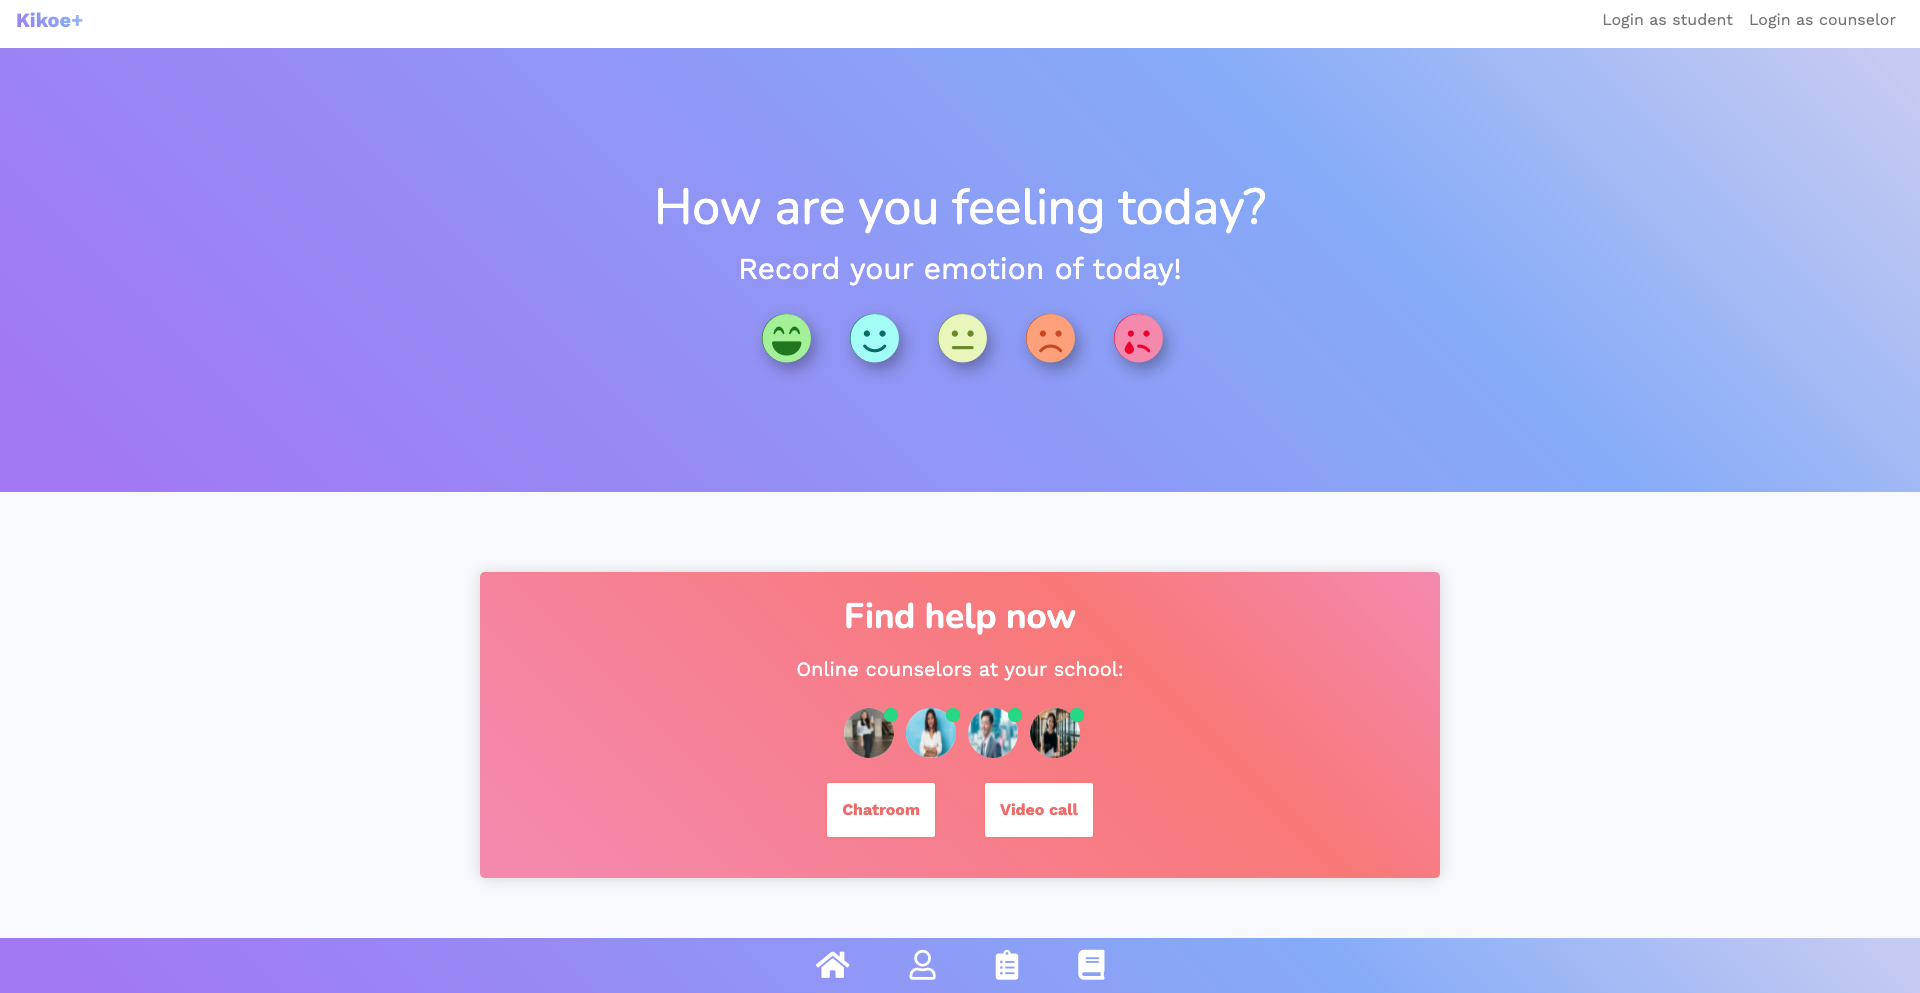 Kikoe+
Login as student
Login as counselor
How are you feeling today?
Record your emotion of today!
Find help now
Online counselors at your school:
Chatroom
Video call